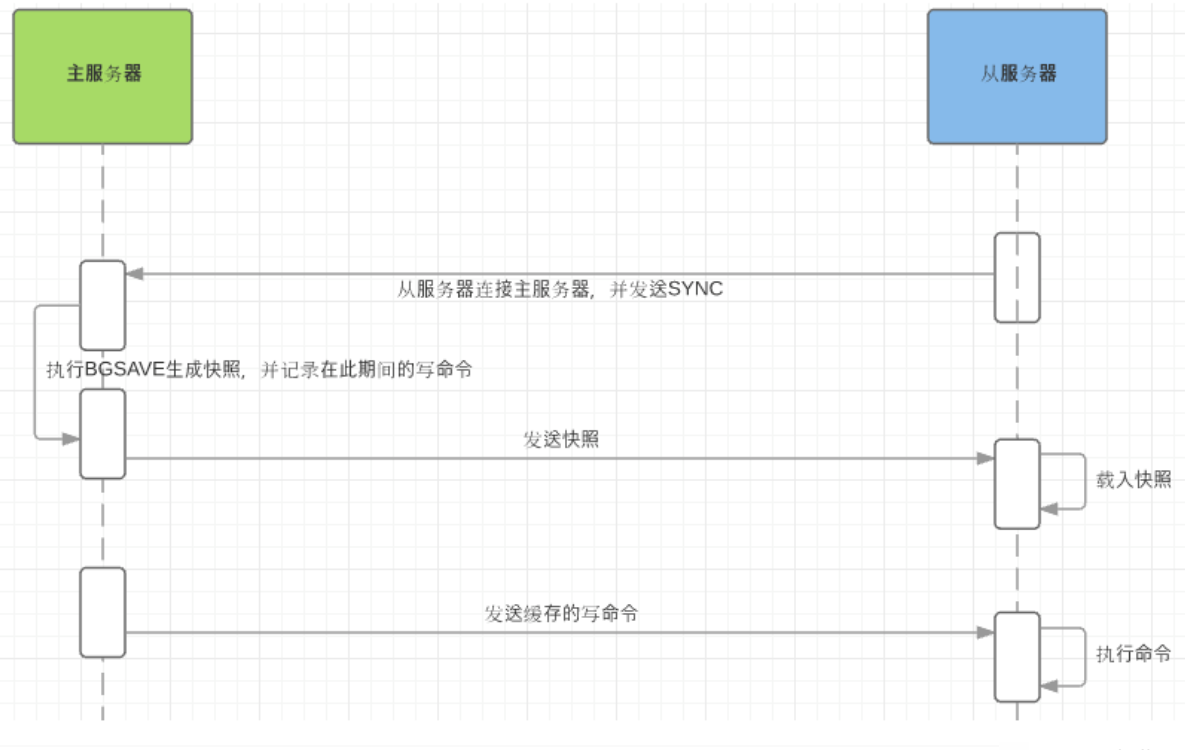 主服务器
从服务器
从服务器连接主服务器，并发送SYNC
执行BGSAVE生成快照，并记录在此期间的写命令
发送快照
载入快照
发送缓存的写命令
执行命令